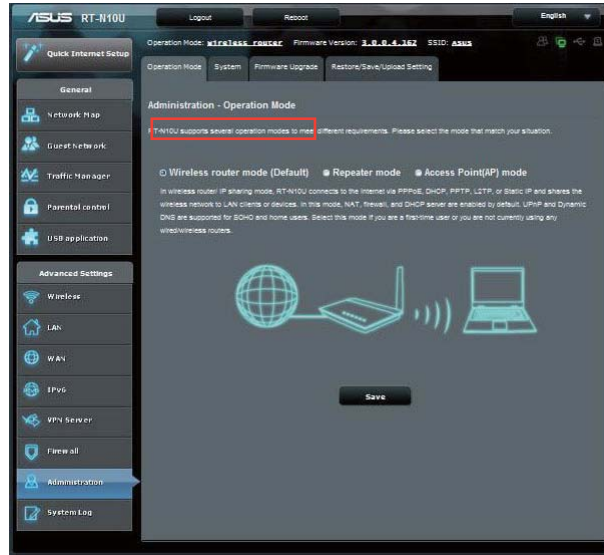 ASUS RT-N10U
Logout
Reboot
English
Quick Internet Setup
Operation Mode: wireless router Firmware Version: 3.0.0.4.162 SSID: ASUS
Operation Mode
System
Firmware Upgrade
Restore/Save/Upload Setting
General
Network Map
Guest Network
Traffic Manager
Parental control
USB application
Advanced Settings
Wireless
LAN
WAN
IPv6
VPN Server
Firewall
Administration
System Log
Administration - Operation Mode
RT-N10U supports several operation modes to meet different requirements. Please select the mode that match your situation.
Wireless router mode (Default)
Repeater mode
Access Point(AP) mode
In wireless router/ IP sharing mode, RT-N10U connects to the Internet via PPPoE, DHCP, PPTP, L2TP, or Static IP and shares the
wireless network to LAN clients or devices. In this mode, NAT, firewall, and DHCP server are enabled by default. UPnP and Dynamic
DNS are supported for SOHO and home users. Select this mode if you are a first-time user or you are not currently using any
wired/wireless routers.
Save